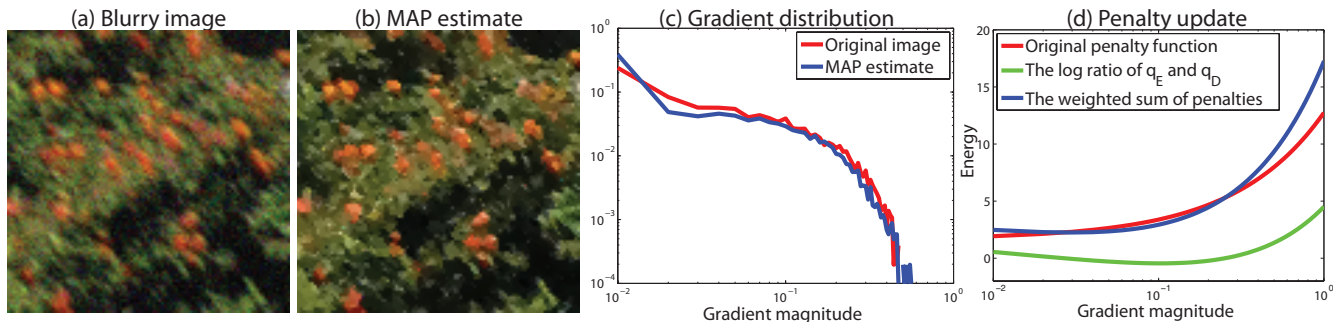 (a) Blurry image
(b) MAP estimate
(c) Gradient distribution
10^0
10^-1
10^-2
10^-3
10^-4
10^-2
10^-1
10^0
Gradient magnitude
Original image
MAP estimate
(d) Penalty update
20
15
10
5
0
Energy
10^-2
10^-1
10^0
Gradient magnitude
Original penalty function
The log ratio of q_E and q_D
The weighted sum of penalties